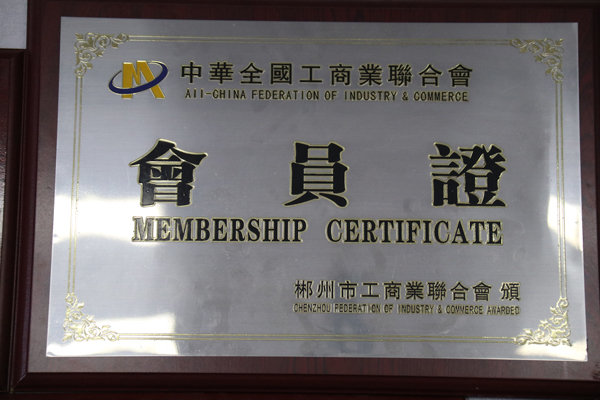 中華全國工商業聯合會
All-CHINA FEDERATION OF INDUSTRY & COMMERCE
會員證
MEMBERSHIP CERTIFICATE
郴州市工商業聯合會 頒
CHENZHOU FEDERATION OF INDUSTRY & COMMERCE AWARDED